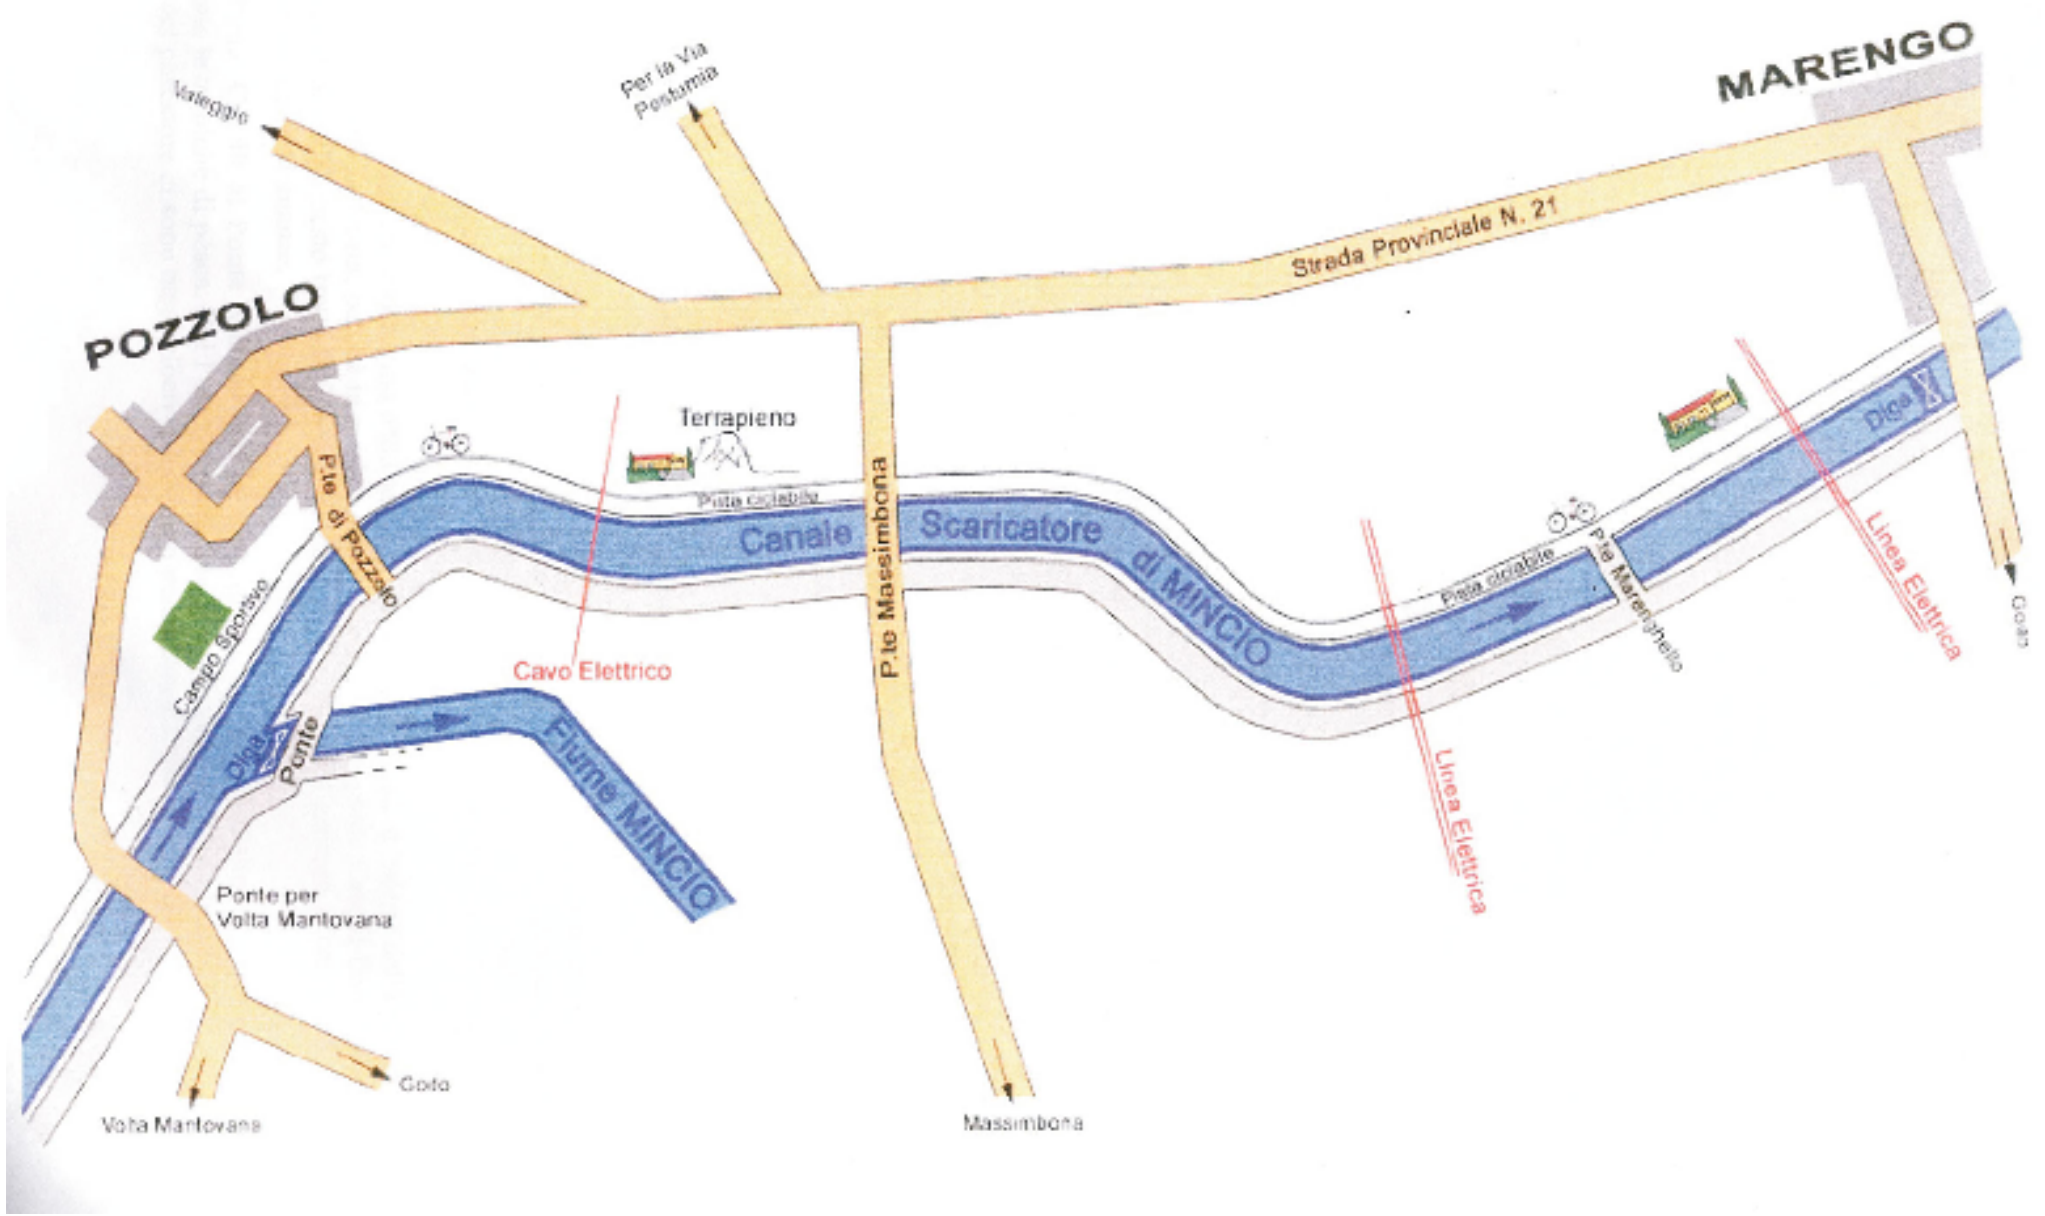 MARENGO
Per la Via
Postumia
Valeggio
Strada Provinciale N. 21
POZZOLO
Terrapieno
P.te di Pozzolo
Pista ciclabile
Canale Scaricatore di MINCIO
P.te Massimbona
Diga
Linea Elettrica
Pista ciclabile
P.te Marenghello
Goito
Campo Sportivo
Cavo Elettrico
Diga
Ponte
Fiume MINCIO
Linea Elettrica
Ponte per
Volta Mantovana
Goito
Volta Mantovana
Massimbona